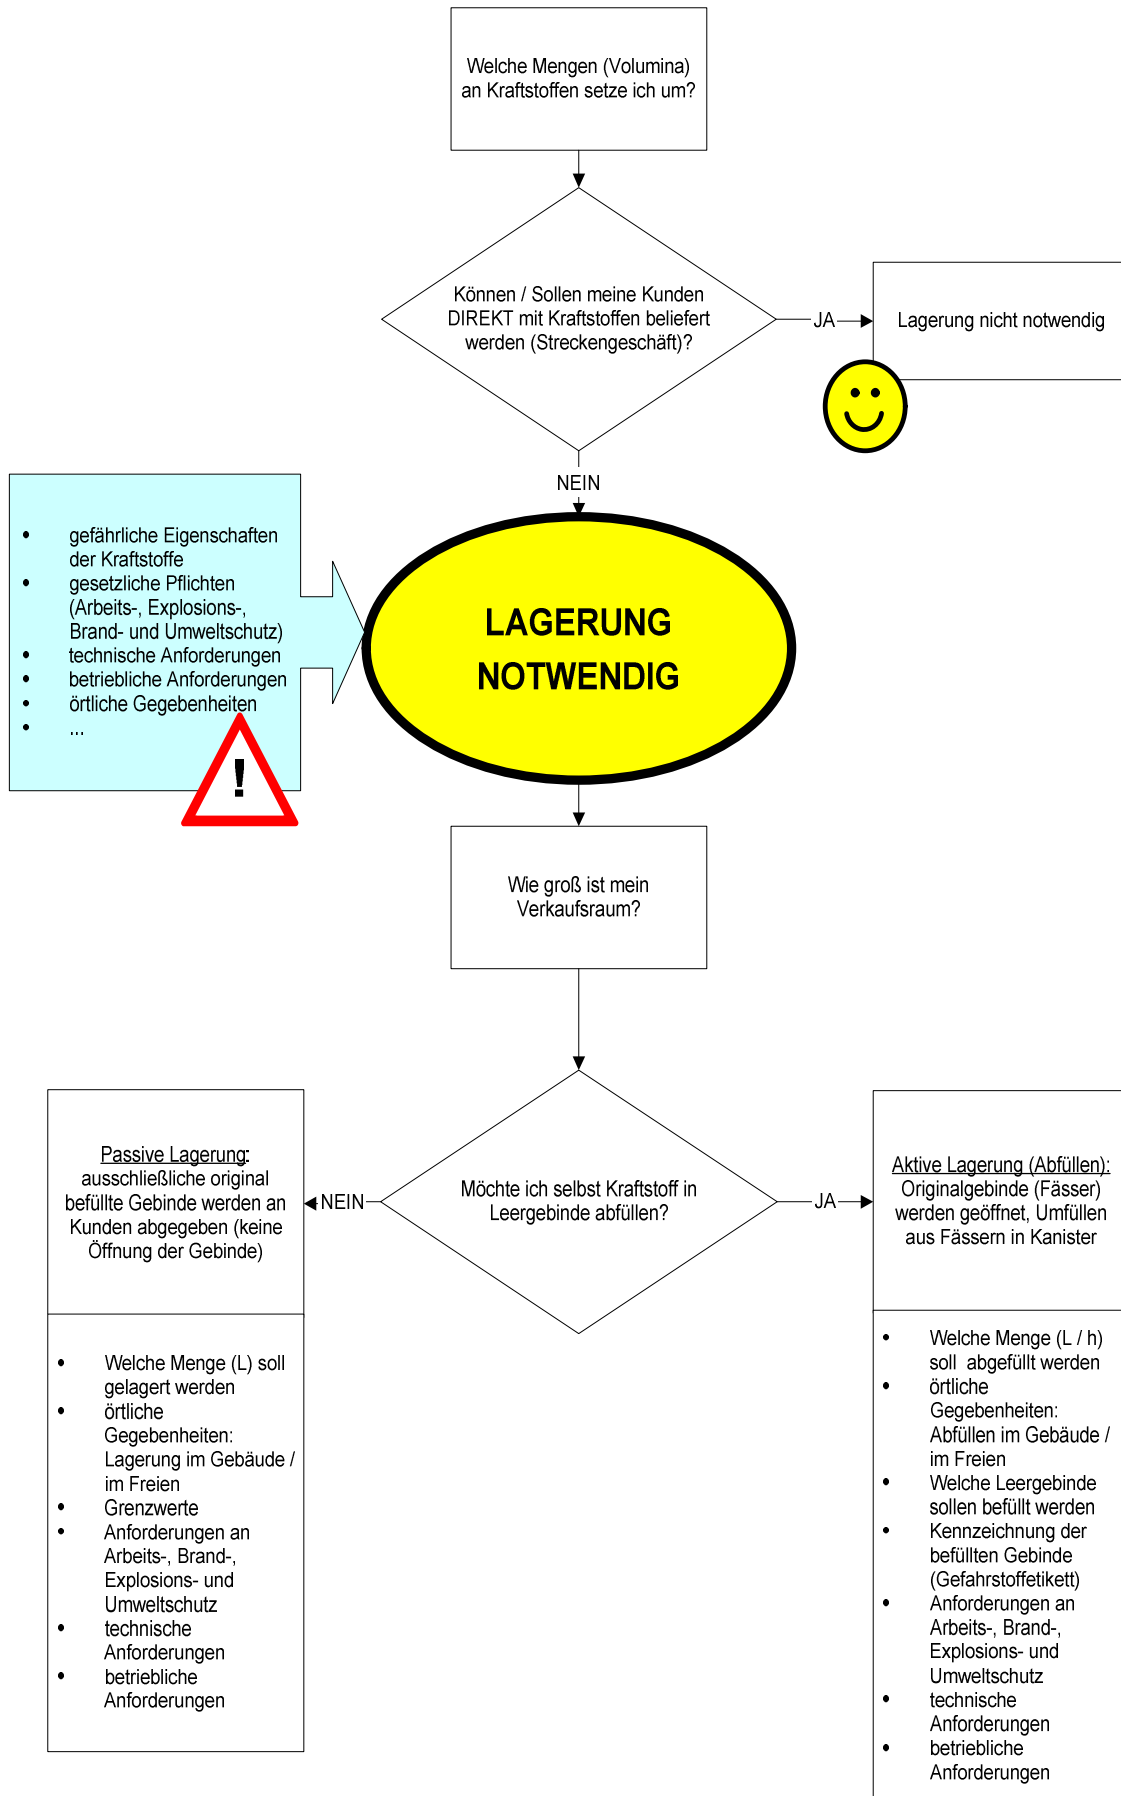 Welche Mengen (Volumina)
an Kraftstoffen setze ich um?
Können / Sollen meine Kunden
DIREKT mit Kraftstoffen beliefert
werden (Streckengeschäft)?
JA
Lagerung nicht notwendig
NEIN
• gefährliche Eigenschaften
der Kraftstoffe
• gesetzliche Pflichten
(Arbeits-, Explosions-,
Brand- und Umweltschutz)
• technische Anforderungen
• betriebliche Anforderungen
• örtliche Gegebenheiten
• ...
!
LAGERUNG
NOTWENDIG
Wie groß ist mein
Verkaufsraum?
Möchte ich selbst Kraftstoff in
Leergebinde abfüllen?
NEIN
JA
Passive Lagerung:
ausschließliche original
befüllte Gebinde werden an
Kunden abgegeben (keine
Öffnung der Gebinde)
• Welche Menge (L) soll
gelagert werden
• örtliche
Gegebenheiten:
Lagerung im Gebäude /
im Freien
• Grenzwerte
• Anforderungen an
Arbeits-, Brand-,
Explosions- und
Umweltschutz
• technische
Anforderungen
• betriebliche
Anforderungen
Aktive Lagerung (Abfüllen):
Originalgebinde (Fässer)
werden geöffnet, Umfüllen
aus Fässern in Kanister
• Welche Menge (L / h)
soll abgefüllt werden
• örtliche
Gegebenheiten:
Abfüllen im Gebäude /
im Freien
• Welche Leergebinde
sollen befüllt werden
• Kennzeichnung der
befüllten Gebinde
(Gefahrstoffetikett)
• Anforderungen an
Arbeits-, Brand-,
Explosions- und
Umweltschutz
• technische
Anforderungen
• betriebliche
Anforderungen